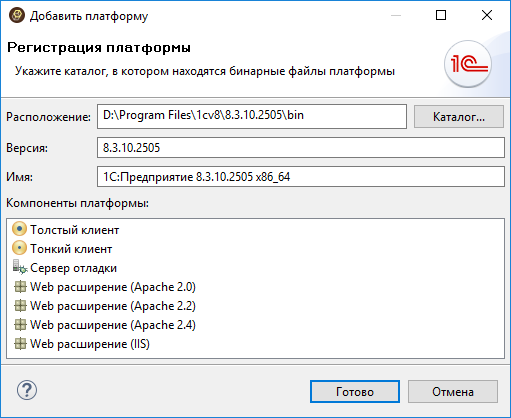 Добавить платформу
Регистрация платформы
Укажите каталог, в котором находятся бинарные файлы платформы
1С
Расположение: D:\Program Files\1cv8\8.3.10.2505\bin Каталог...
Версия: 8.3.10.2505
Имя: 1С:Предприятие 8.3.10.2505 x86_64
Компоненты платформы:
Толстый клиент
Тонкий клиент
Сервер отладки
Web расширение (Apache 2.0)
Web расширение (Apache 2.2)
Web расширение (Apache 2.4)
Web расширение (IIS)
? Готово Отмена